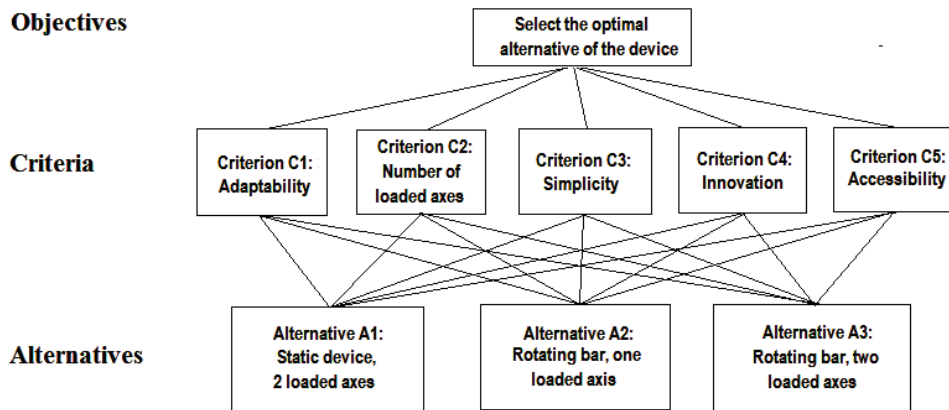 Objectives
Select the optimal
alternative of the device
-
Criteria
Criterion C1:
Adaptability
Criterion C2:
Number of
loaded axes
Criterion C3:
Simplicity
Criterion C4:
Innovation
Criterion C5:
Accessibility
Alternatives
Alternative A1:
Static device,
2 loaded axes
Alternative A2:
Rotating bar, one
loaded axis
Alternative A3:
Rotating bar, two
loaded axes